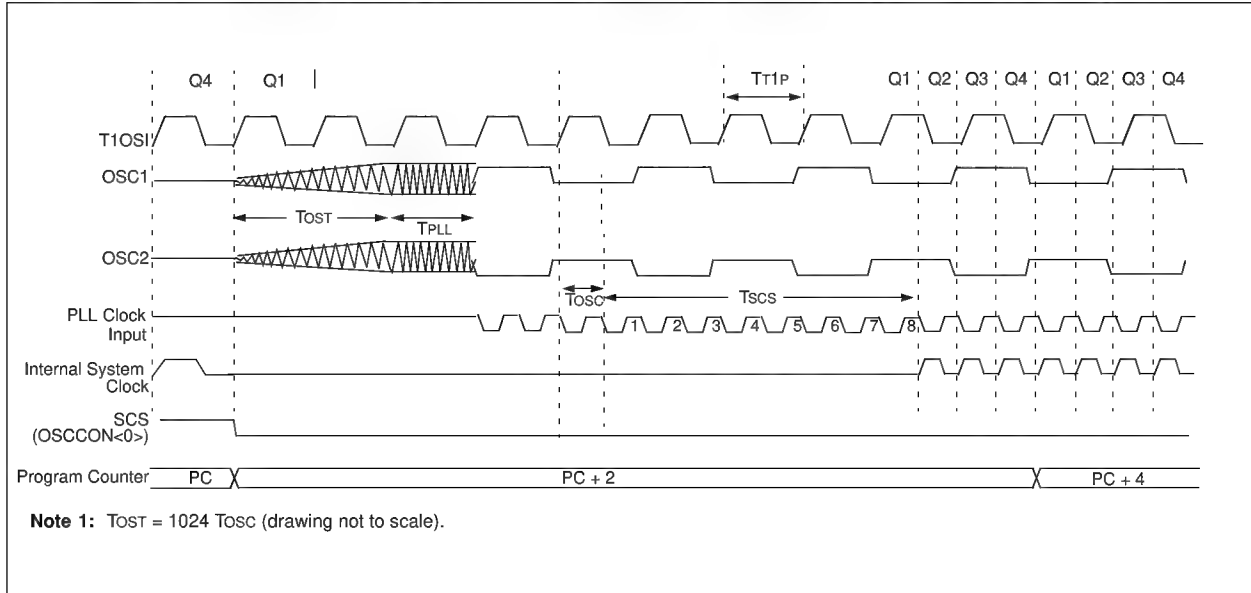 Q4 Q1 TT1P Q1 Q2 Q3 Q4 Q1 Q2 Q3 Q4
T1OSI
OSC1
TOST TPLL
OSC2
TOSC TSCS
PLL Clock
Input
1 2 3 4 5 6 7 8
Internal System
Clock
SCS
(OSCCON<0>)
Program Counter PC PC + 2 PC + 4
Note 1: TOST = 1024 TOSC (drawing not to scale).